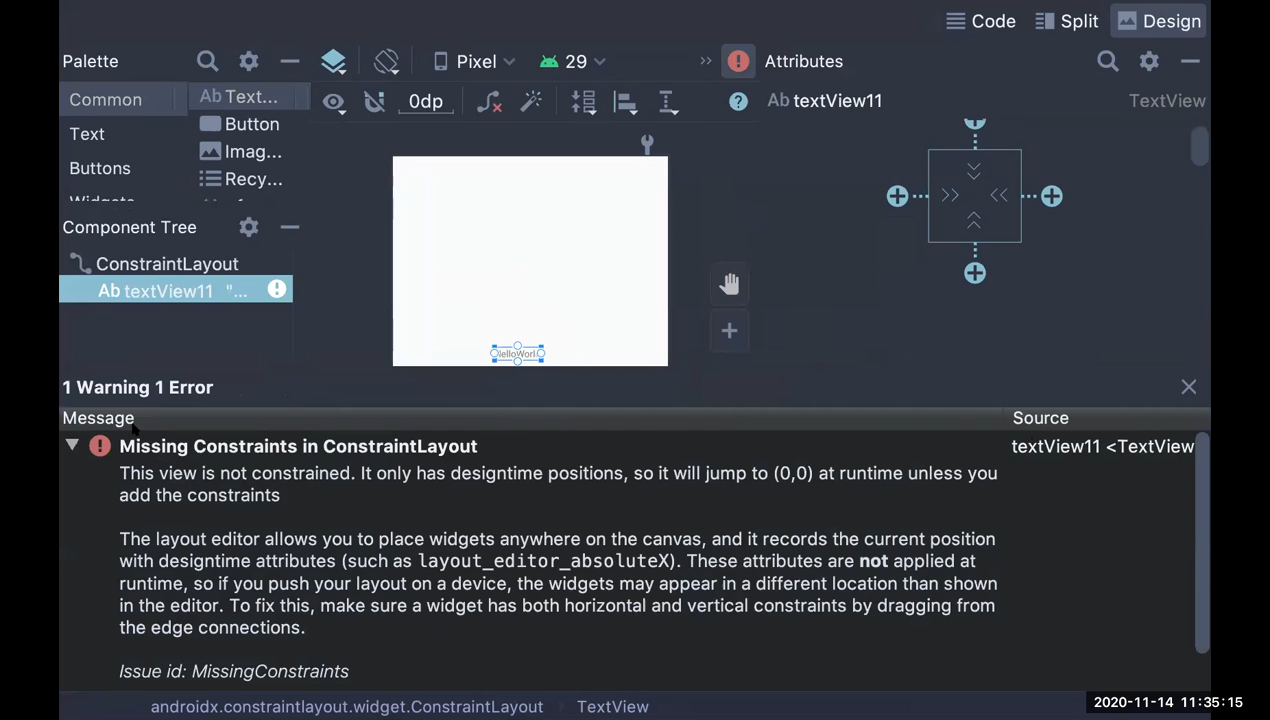 Code Split Design
Palette Pixel 29 Attributes
Common Ab Text... 0dp Ab textView11 TextView
Text Button
Imag...
Buttons Recy...
Component Tree
ConstraintLayout
Ab textView11 "...
1 Warning 1 Error
Message Source
Missing Constraints in ConstraintLayout textView11 <TextView
This view is not constrained. It only has designtime positions, so it will jump to (0,0) at runtime unless you
add the constraints
The layout editor allows you to place widgets anywhere on the canvas, and it records the current position
with designtime attributes (such as layout_editor_absoluteX). These attributes are not applied at
runtime, so if you push your layout on a device, the widgets may appear in a different location than shown
in the editor. To fix this, make sure a widget has both horizontal and vertical constraints by dragging from
the edge connections.
Issue id: MissingConstraints
androidx.constraintlayout.widget.ConstraintLayout TextView
2020-11-14 11:35:15